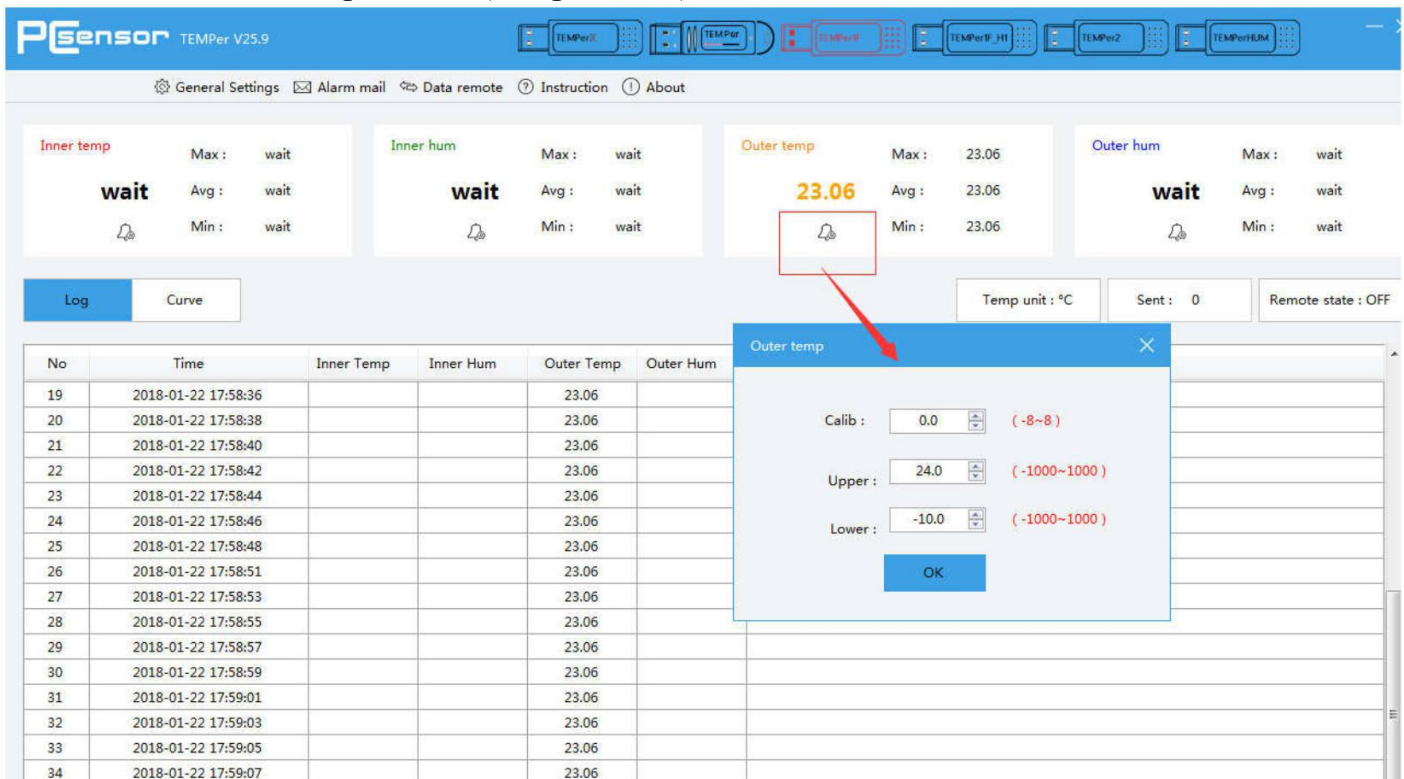 PCsensor TEMPer V25.9 TEMPerX TEMPer TEMPer1F TEMPer1F_H1 TEMPer2 TEMPerHUM
General Settings Alarm mail Data remote Instruction About
Inner temp Max : wait Inner hum Max : wait Outer temp Max : 23.06 Outer hum Max : wait
wait Avg : wait wait Avg : wait 23.06 Avg : 23.06 wait Avg : wait
Min : wait Min : wait Min : 23.06 Min : wait
Log Curve Temp unit : °C Sent : 0 Remote state : OFF
Outer temp
No Time Inner Temp Inner Hum Outer Temp Outer Hum
19 2018-01-22 17:58:36 23.06
20 2018-01-22 17:58:38 23.06
21 2018-01-22 17:58:40 23.06
22 2018-01-22 17:58:42 23.06
23 2018-01-22 17:58:44 23.06
24 2018-01-22 17:58:46 23.06
25 2018-01-22 17:58:48 23.06
26 2018-01-22 17:58:51 23.06
27 2018-01-22 17:58:53 23.06
28 2018-01-22 17:58:55 23.06
29 2018-01-22 17:58:57 23.06
30 2018-01-22 17:58:59 23.06
31 2018-01-22 17:59:01 23.06
32 2018-01-22 17:59:03 23.06
33 2018-01-22 17:59:05 23.06
34 2018-01-22 17:59:07 23.06
Calib : 0.0 ( -8~8 )
Upper : 24.0 ( -1000~1000 )
Lower : -10.0 ( -1000~1000 )
OK